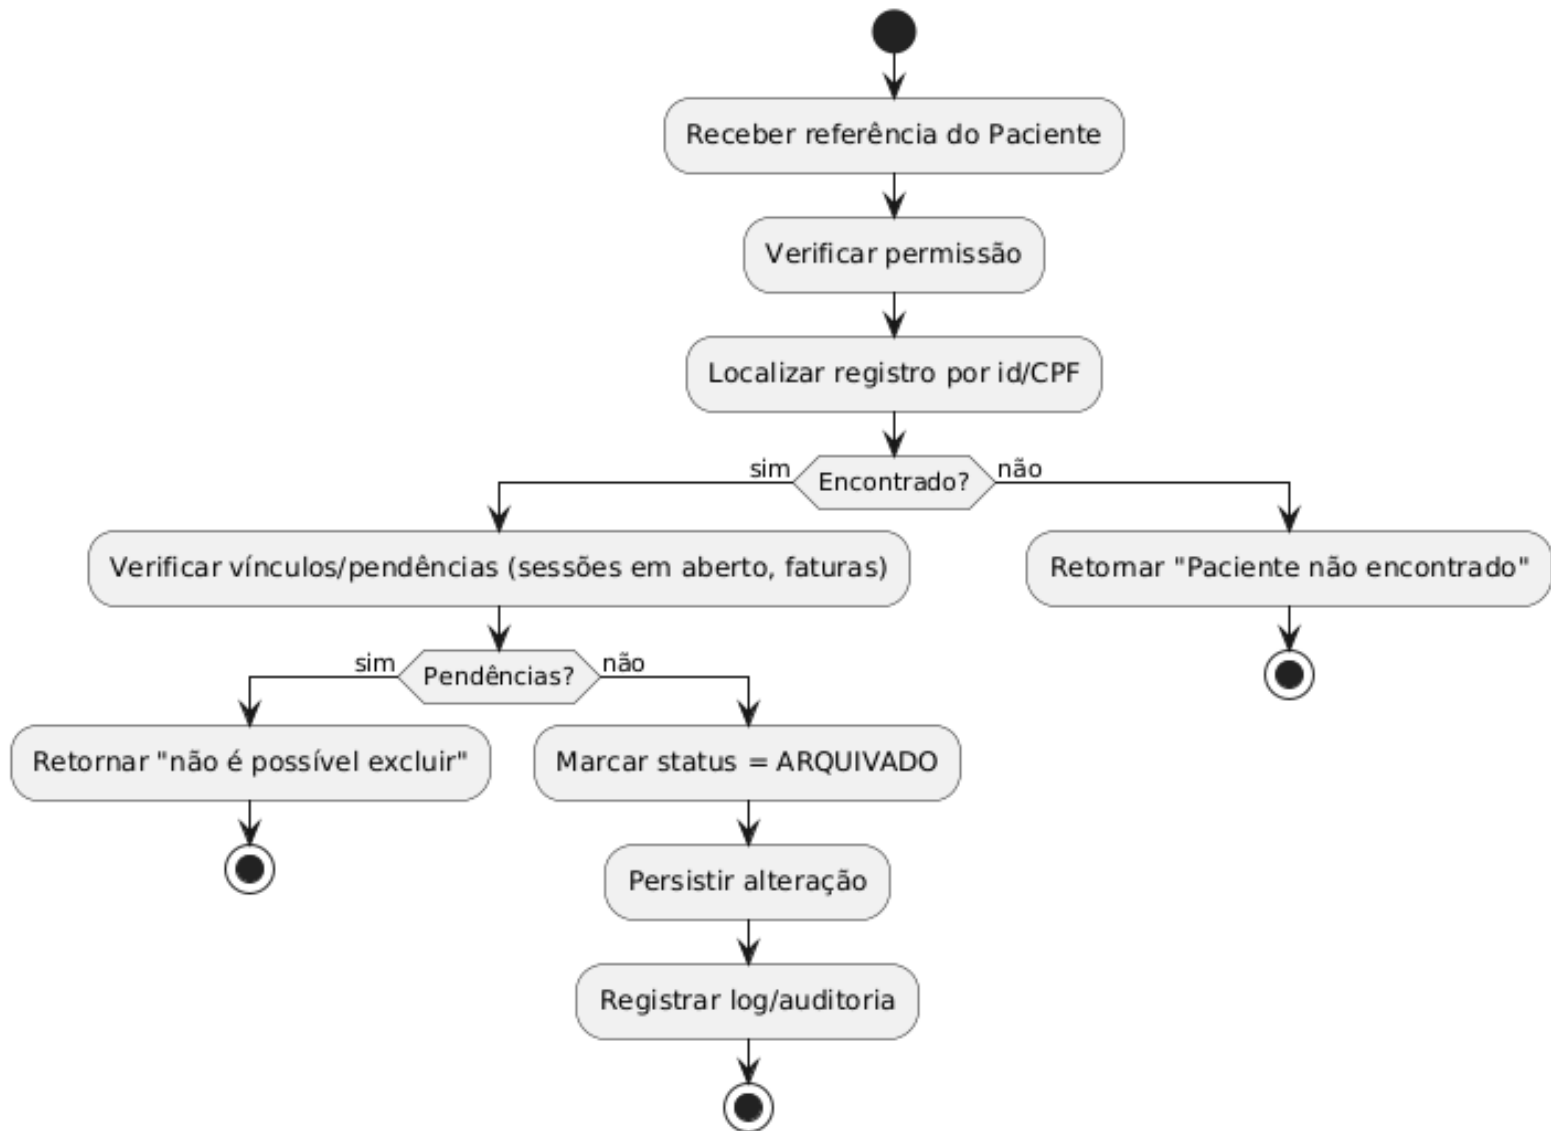 Receber referência do Paciente
Verificar permissão
Localizar registro por id/CPF
sim
Encontrado?
não
Verificar vínculos/pendências (sessões em aberto, faturas)
Retornar "Paciente não encontrado"
sim
Pendências?
não
Retornar "não é possível excluir"
Marcar status = ARQUIVADO
Persistir alteração
Registrar log/auditoria